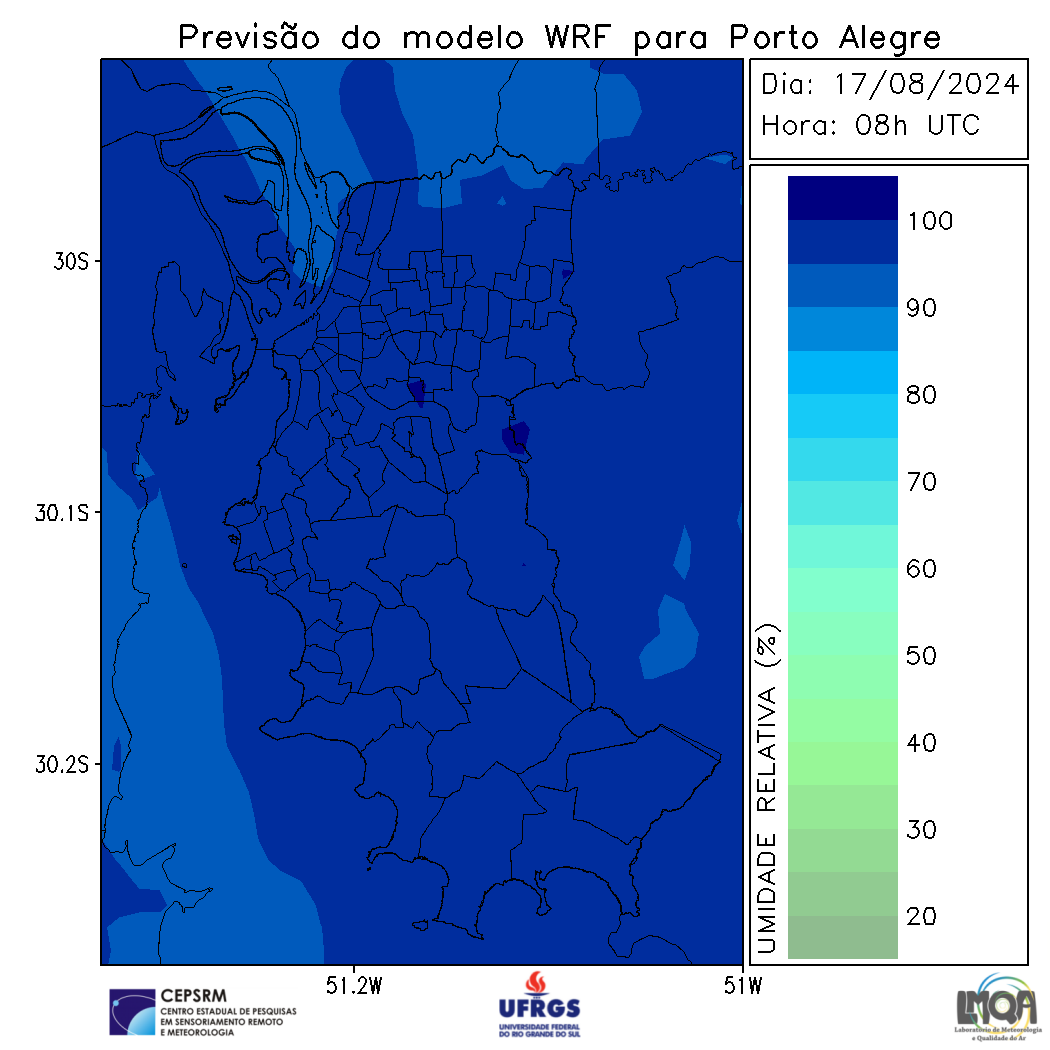 Previsão do modelo WRF para Porto Alegre
Dia: 17/08/2024
Hora: 08h UTC
100
90
80
70
60
50
40
30
20
UMIDADE RELATIVA (%)
30S
30.1S
30.2S
51.2W
51W
CEPSRM
CENTRO ESTADUAL DE PESQUISAS
EM SENSORIAMENTO REMOTO
E METEOROLOGIA
UFRGS
UNIVERSIDADE FEDERAL
DO RIO GRANDE DO SUL
LMQA
Laboratório de Meteorologia
e Qualidade do Ar